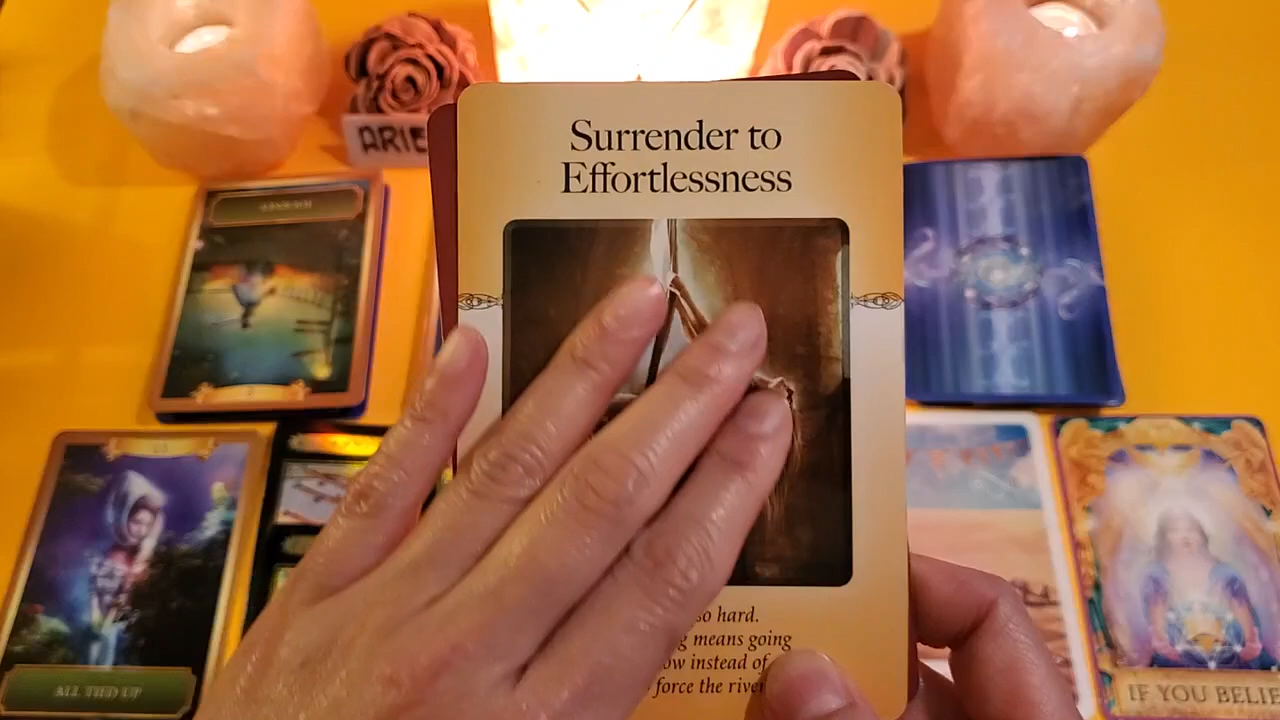 ARIE
Surrender to
Effortlessness
so hard.
means going
instead of
force the river
ALL TIED UP
IF YOU BELIE